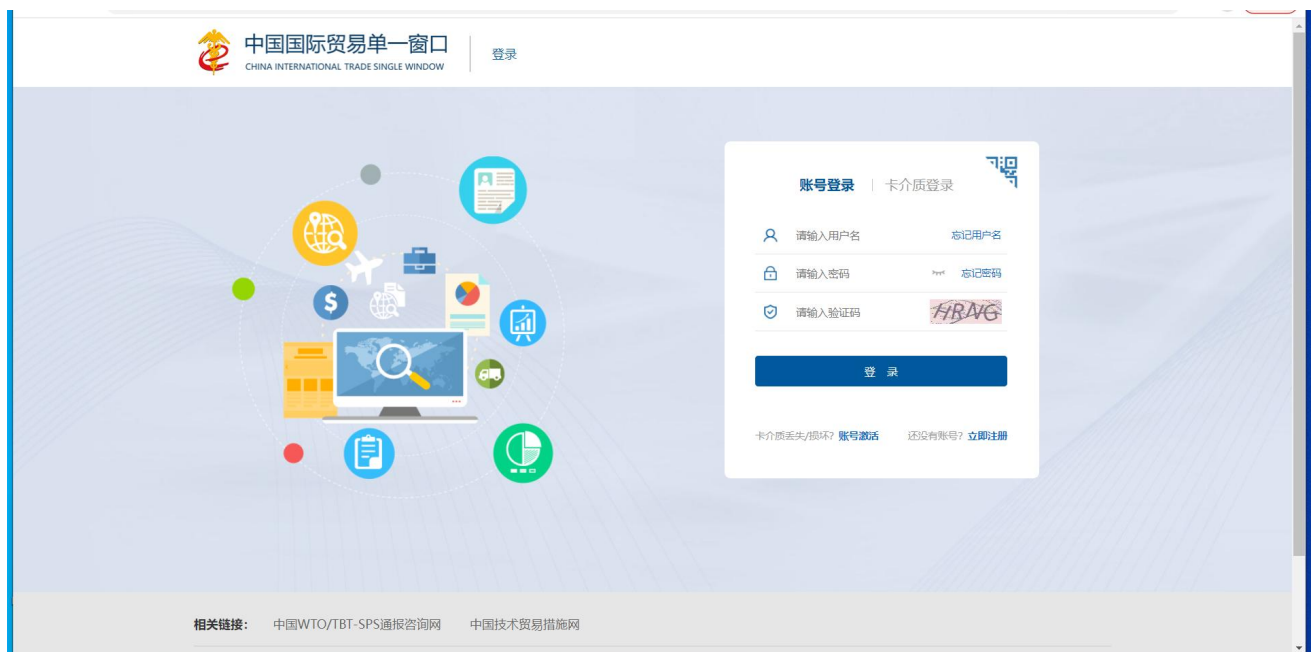 中国国际贸易单一窗口
CHINA INTERNATIONAL TRADE SINGLE WINDOW
登录
账号登录
卡介质登录
请输入用户名
忘记用户名
请输入密码
忘记密码
请输入验证码
HRNG
登 录
卡介质丢失/损坏? 账号激活
还没有账号? 立即注册
相关链接:
中国WTO/TBT-SPS通报咨询网
中国技术贸易措施网